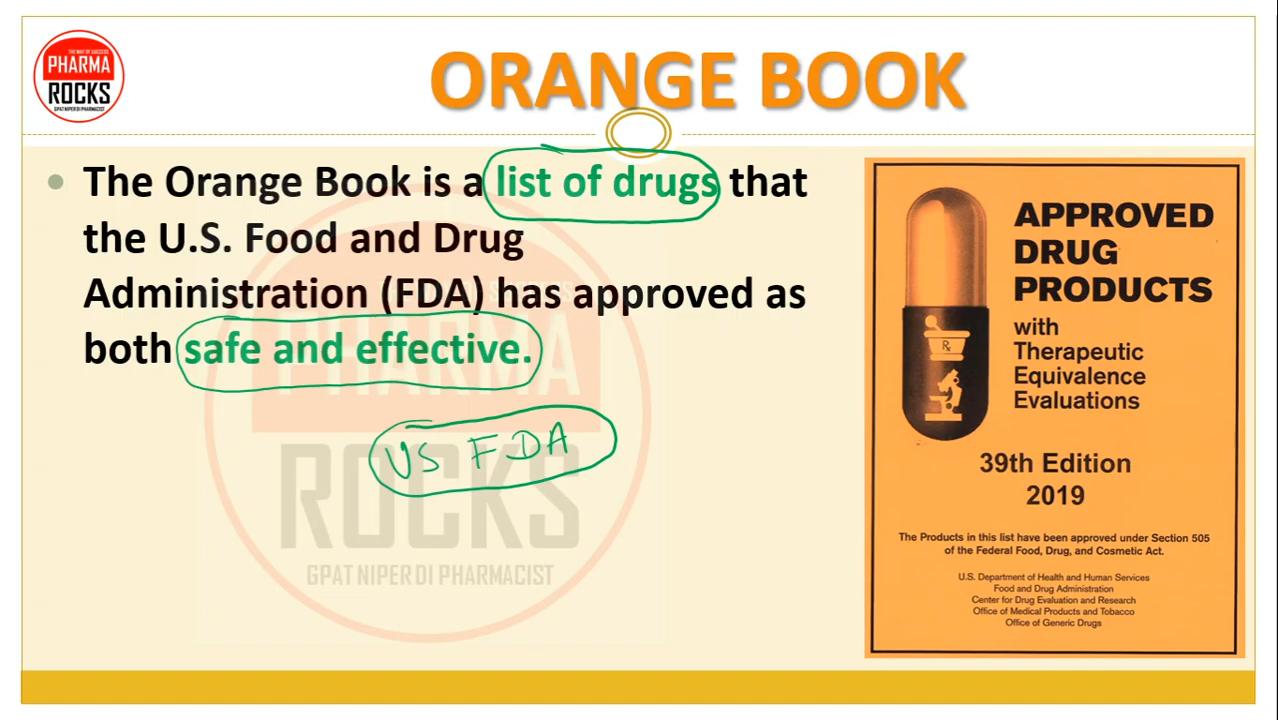 THE WAY OF SUCCESS
PHARMA
ROCKS
GPAT NIPER DI PHARMACIST
ORANGE BOOK
• The Orange Book is a list of drugs that
the U.S. Food and Drug
Administration (FDA) has approved as
both safe and effective.
US FDA
PHARMA
ROCKS
GPAT NIPER DI PHARMACIST
APPROVED
DRUG
PRODUCTS
with
Therapeutic
Equivalence
Evaluations
Rx
39th Edition
2019
The Products in this list have been approved under Section 505
of the Federal Food, Drug, and Cosmetic Act.
U.S. Department of Health and Human Services
Food and Drug Administration
Center for Drug Evaluation and Research
Office of Medical Products and Tobacco
Office of Generic Drugs